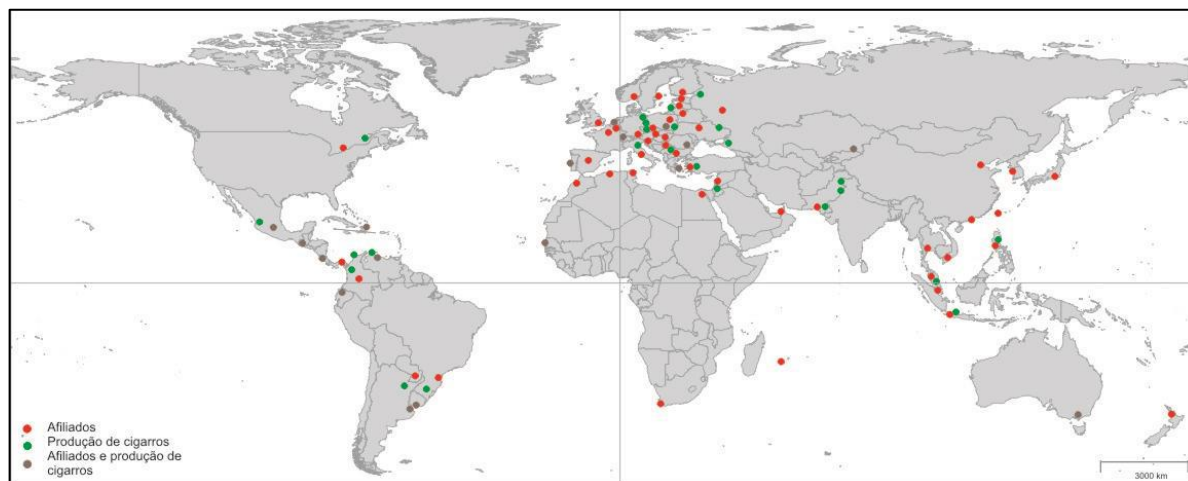 Afiliados
Produção de cigarros
Afiliados e produção de
cigarros
3000 km